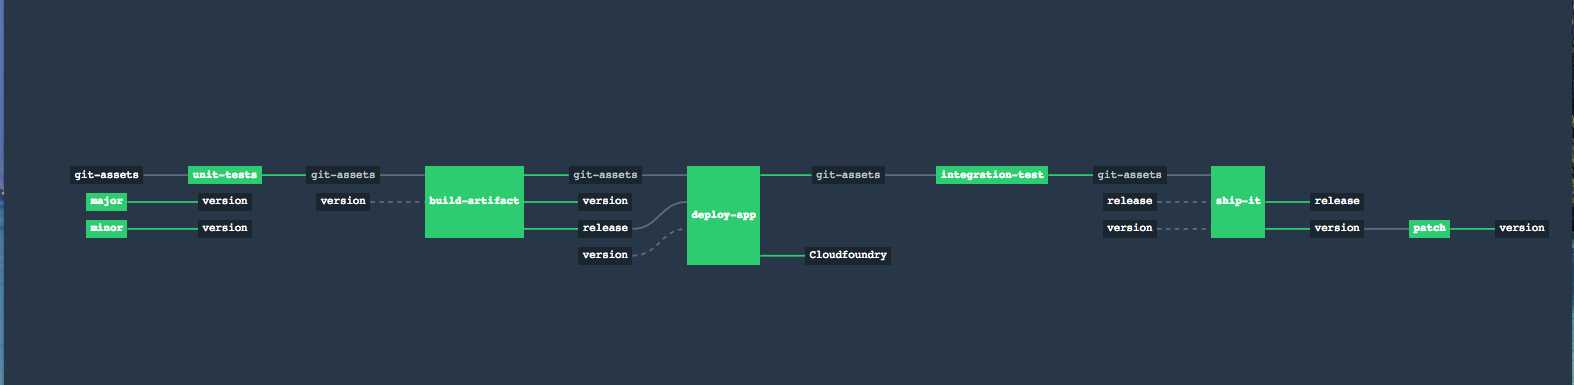 git-assets unit-tests git-assets git-assets git-assets integration-test git-assets
major version version build-artifact version release ship-it release
deploy-app
minor version release version version patch version
version Cloudfoundry